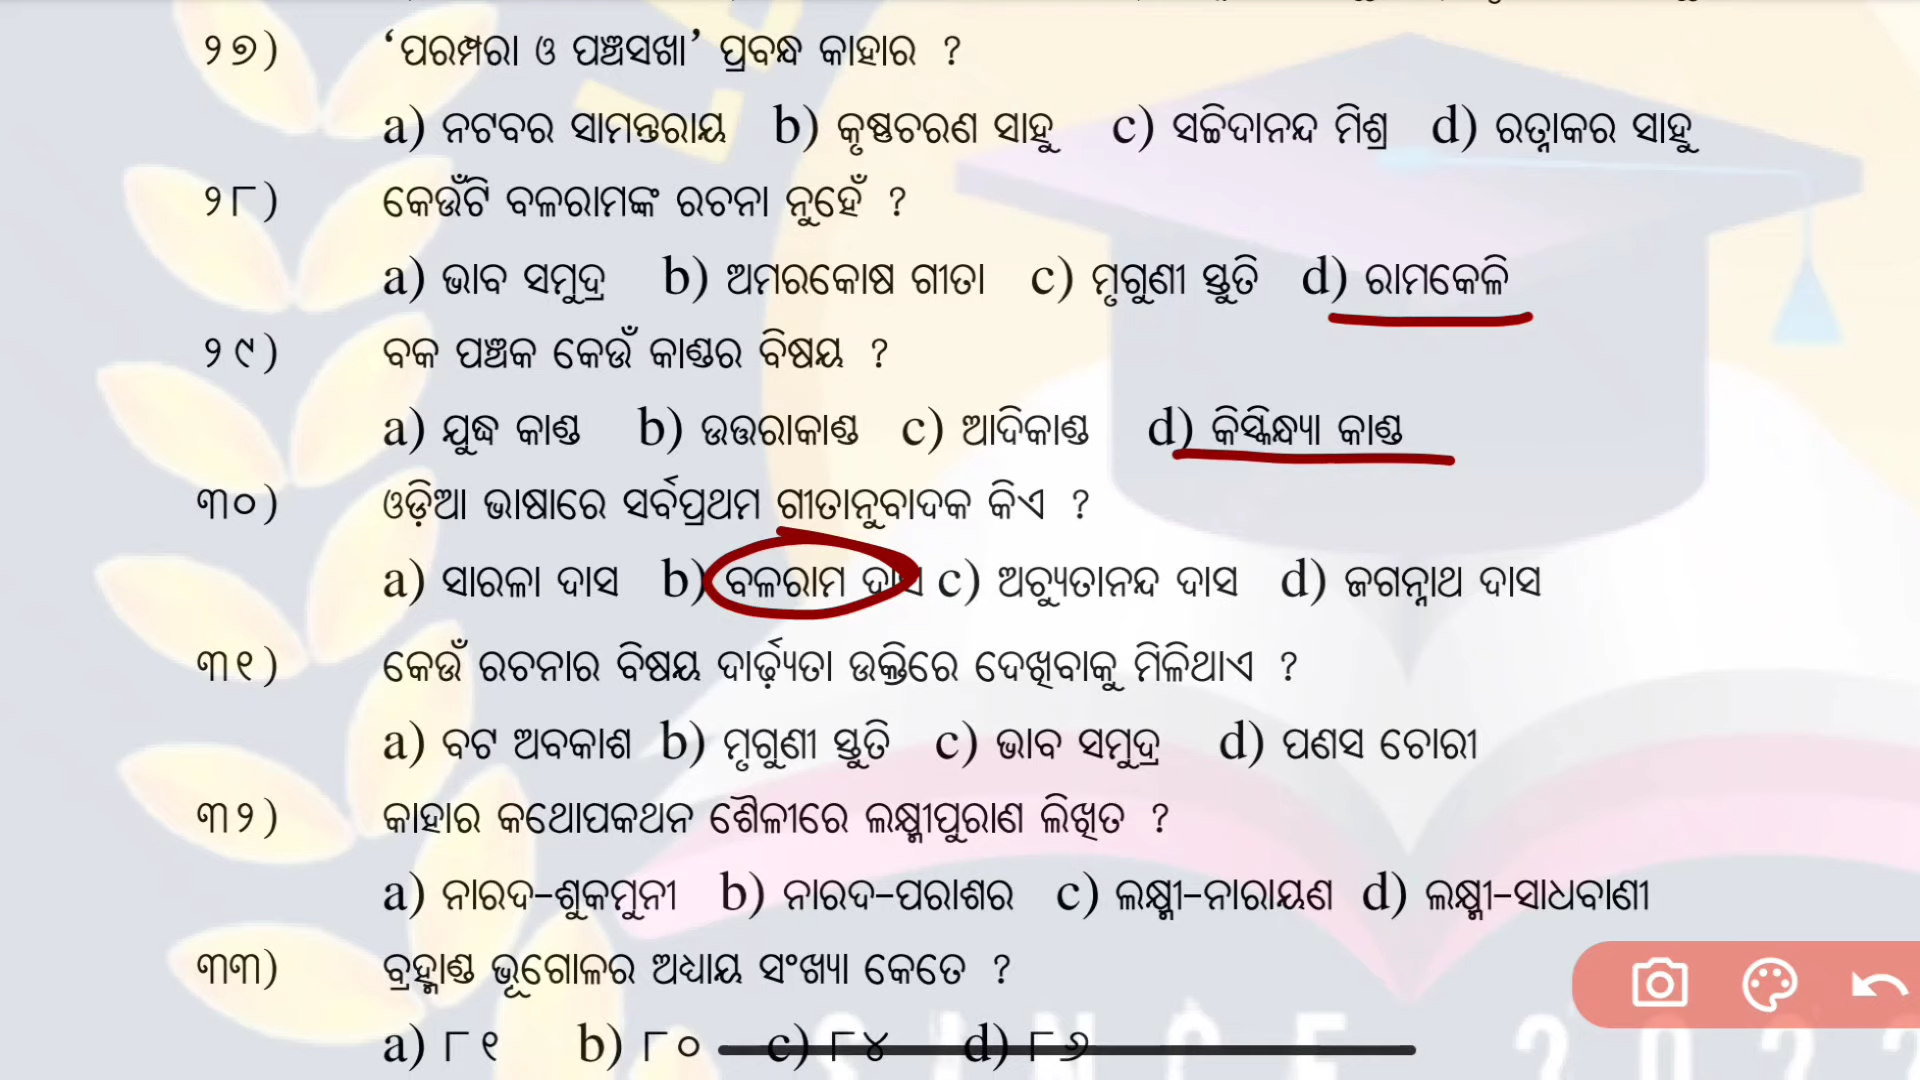 ୨୭) ‘ପରମ୍ପରା ଓ ପଞ୍ଚସଖା’ ପ୍ରବନ୍ଧ କାହାର ?
a) ନଟବର ସାମନ୍ତରାୟ b) କୃଷ୍ଣଚରଣ ସାହୁ c) ସଚ୍ଚିଦାନନ୍ଦ ମିଶ୍ର d) ରତ୍ନାକର ସାହୁ
୨୮) କେଉଁଟି ବଳରାମଙ୍କ ରଚନା ନୁହେଁ ?
a) ଭାବ ସମୁଦ୍ର b) ଅମରକୋଷ ଗୀତା c) ମୃଗୁଣୀ ସ୍ତୁତି d) ରାମକେଳି
୨୯) ବକ ପଞ୍ଚକ କେଉଁ କାଣ୍ଡର ବିଷୟ ?
a) ଯୁଦ୍ଧ କାଣ୍ଡ b) ଉତ୍ତରାକାଣ୍ଡ c) ଆଦିକାଣ୍ଡ d) କିସ୍କିନ୍ଧ୍ୟା କାଣ୍ଡ
୩୦) ଓଡ଼ିଆ ଭାଷାରେ ସର୍ବପ୍ରଥମ ଗୀତାନୁବାଦକ କିଏ ?
a) ସାରଳା ଦାସ b) ବଳରାମ ଦାସ c) ଅଚ୍ୟୁତାନନ୍ଦ ଦାସ d) ଜଗନ୍ନାଥ ଦାସ
୩୧) କେଉଁ ରଚନାର ବିଷୟ ଦାର୍ଢ଼୍ୟତା ଉକ୍ତିରେ ଦେଖିବାକୁ ମିଳିଥାଏ ?
a) ବଟ ଅବକାଶ b) ମୃଗୁଣୀ ସ୍ତୁତି c) ଭାବ ସମୁଦ୍ର d) ପଣସ ଚୋରୀ
୩୨) କାହାର କଥୋପକଥନ ଶୈଳୀରେ ଲକ୍ଷ୍ମୀପୁରାଣ ଲିଖିତ ?
a) ନାରଦ-ଶୁକମୁନୀ b) ନାରଦ-ପରାଶର c) ଲକ୍ଷ୍ମୀ-ନାରାୟଣ d) ଲକ୍ଷ୍ମୀ-ସାଧବାଣୀ
୩୩) ବ୍ରହ୍ମାଣ୍ଡ ଭୂଗୋଳର ଅଧ୍ୟାୟ ସଂଖ୍ୟା କେତେ ?
a) ୮୧ b) ୮୦ c) ୮୪ d) ୮୬